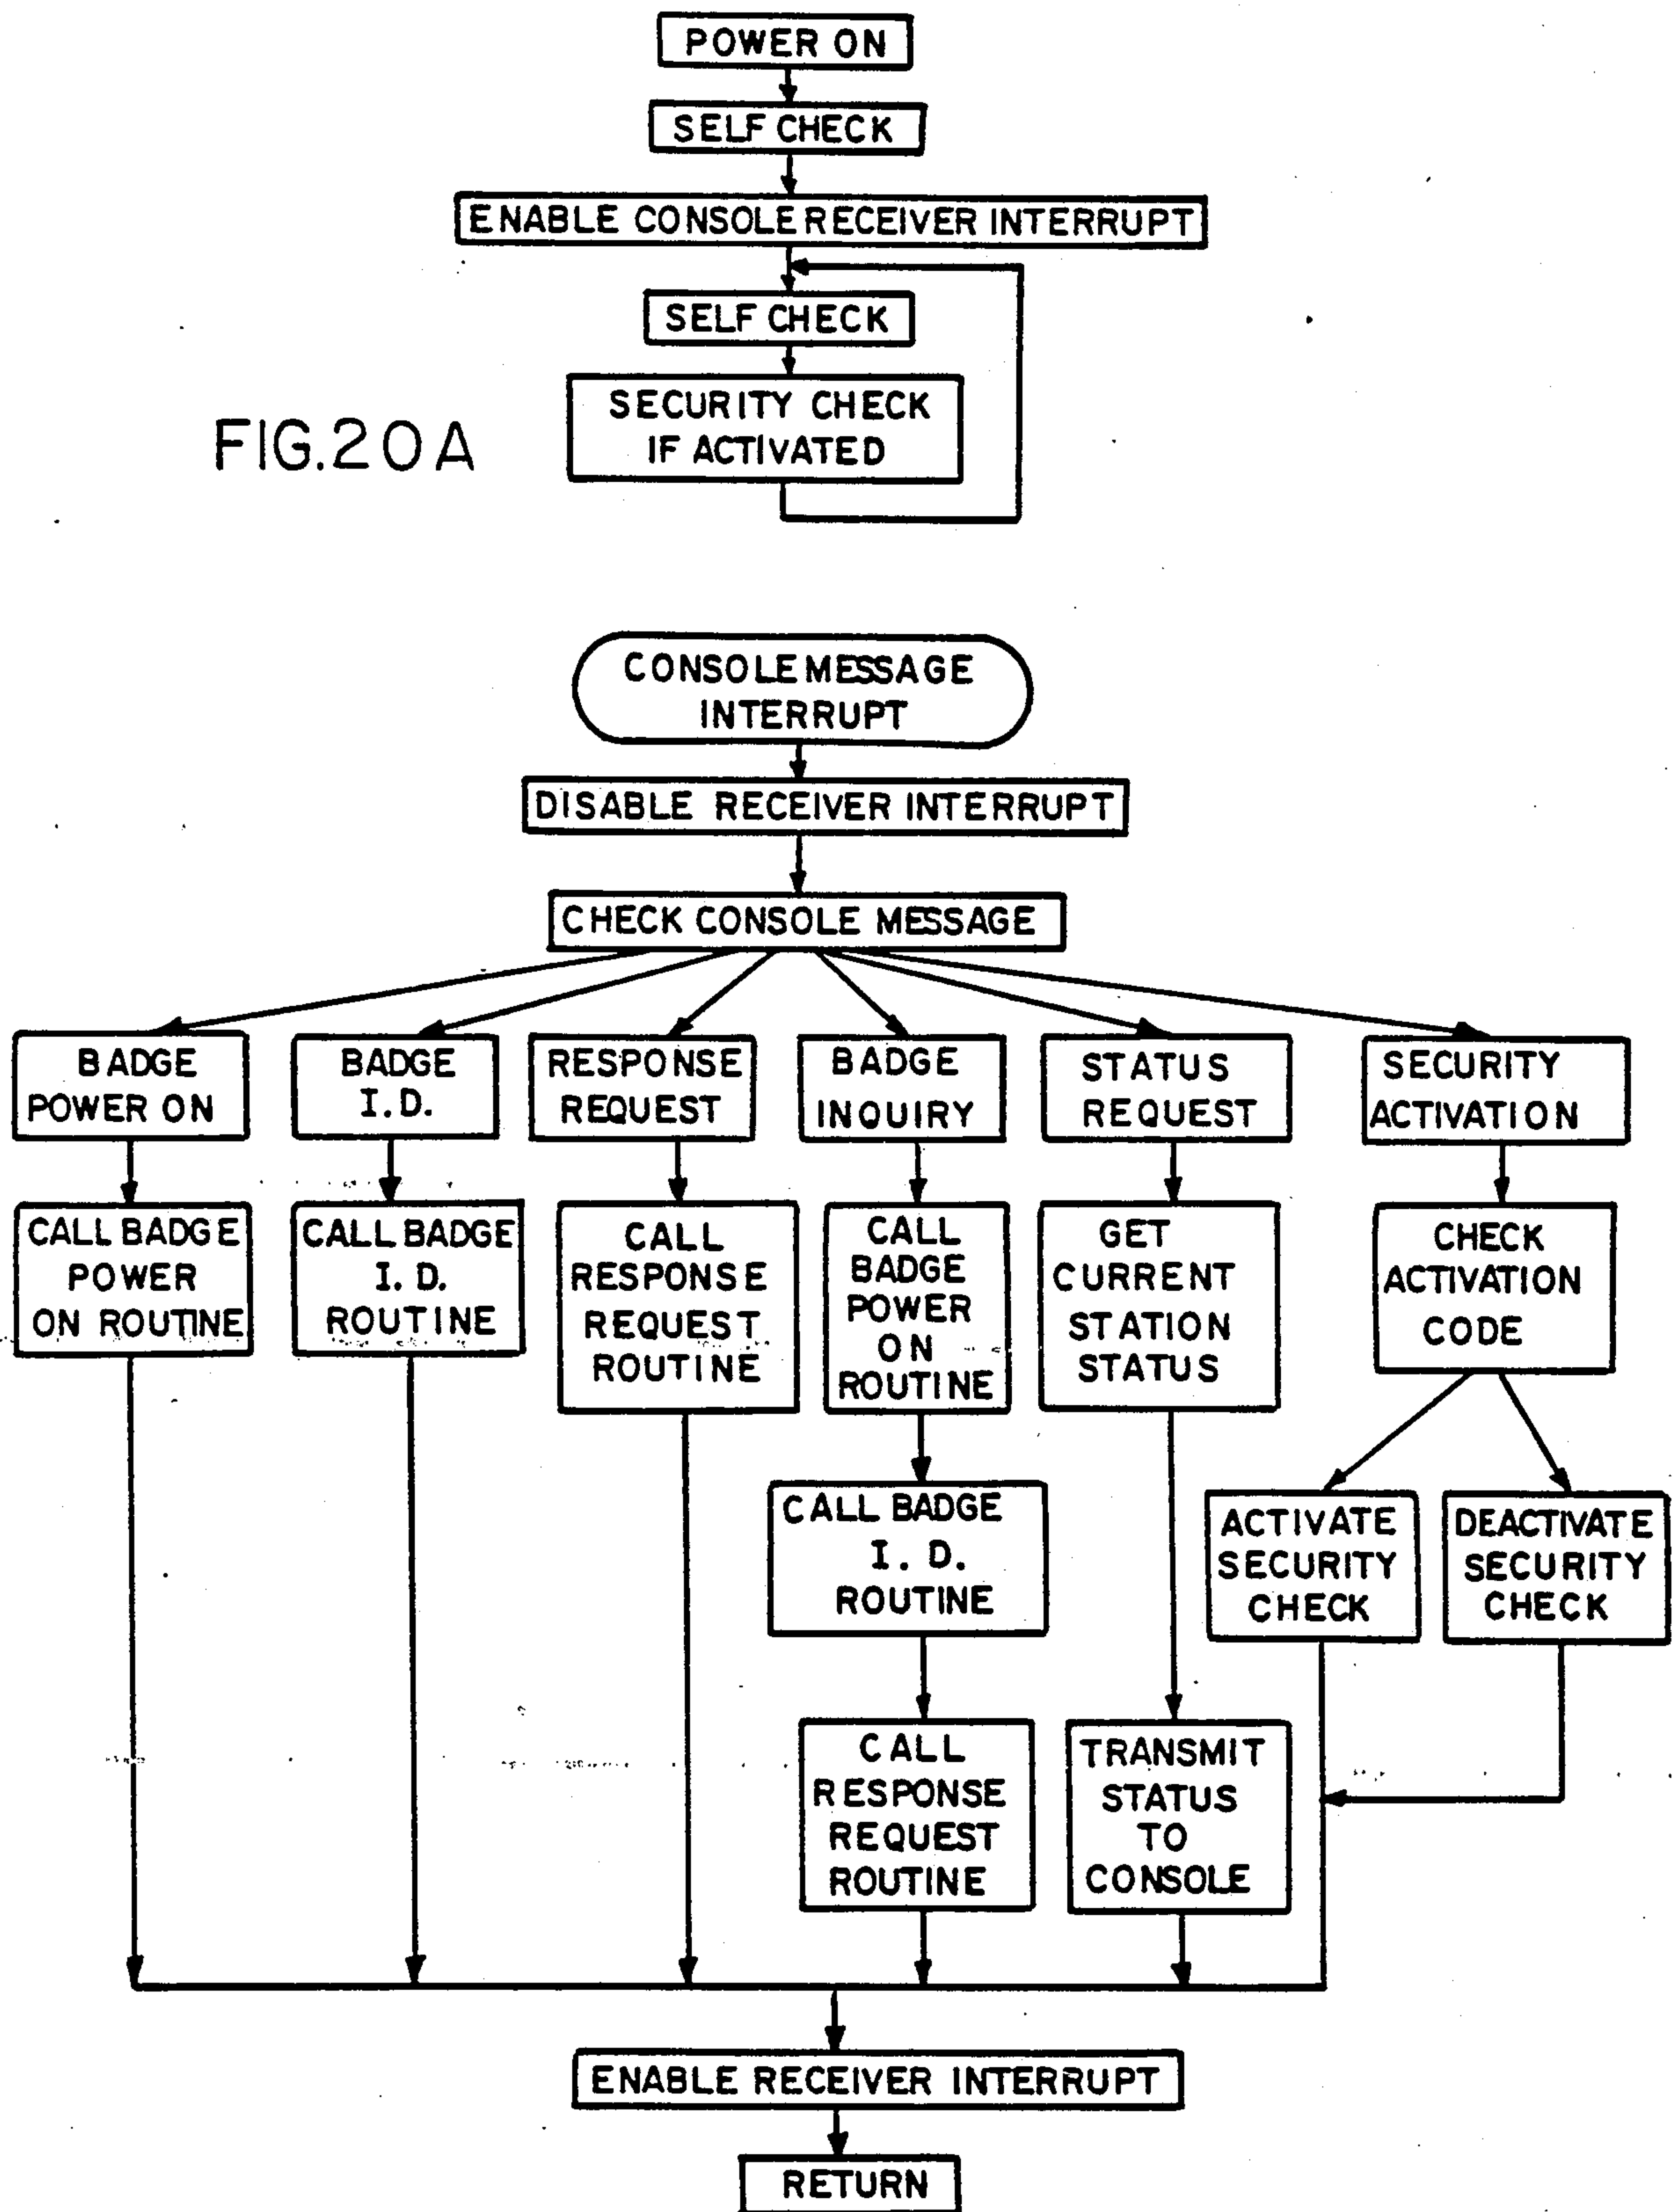 POWER ON
SELF CHECK
ENABLE CONSOLE RECEIVER INTERRUPT
SELF CHECK
SECURITY CHECK
IF ACTIVATED
FIG.20A
CONSOLE MESSAGE
INTERRUPT
DISABLE RECEIVER INTERRUPT
CHECK CONSOLE MESSAGE
BADGE
POWER ON
BADGE
I.D.
RESPONSE
REQUEST
BADGE
INQUIRY
STATUS
REQUEST
SECURITY
ACTIVATION
CALL BADGE
POWER
ON ROUTINE
CALL BADGE
I.D.
ROUTINE
CALL
RESPONSE
REQUEST
ROUTINE
CALL
BADGE
POWER
ON
ROUTINE
GET
CURRENT
STATION
STATUS
CHECK
ACTIVATION
CODE
CALL BADGE
I. D.
ROUTINE
ACTIVATE
SECURITY
CHECK
DEACTIVATE
SECURITY
CHECK
CALL
RESPONSE
REQUEST
ROUTINE
TRANSMIT
STATUS
TO
CONSOLE
ENABLE RECEIVER INTERRUPT
RETURN